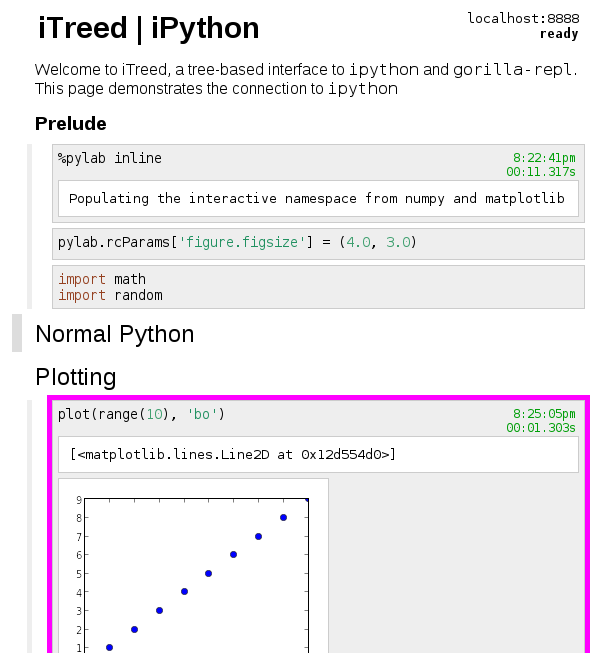 iTreed | iPython
localhost:8888
ready
Welcome to iTreed, a tree-based interface to ipython and gorilla-repl.
This page demonstrates the connection to ipython
Prelude
%pylab inline
8:22:41pm
00:11.317s
Populating the interactive namespace from numpy and matplotlib
pylab.rcParams['figure.figsize'] = (4.0, 3.0)
import math
import random
Normal Python
Plotting
plot(range(10), 'bo')
8:25:05pm
00:01.303s
[<matplotlib.lines.Line2D at 0x12d554d0>]
9
8
7
6
5
4
3
2
1